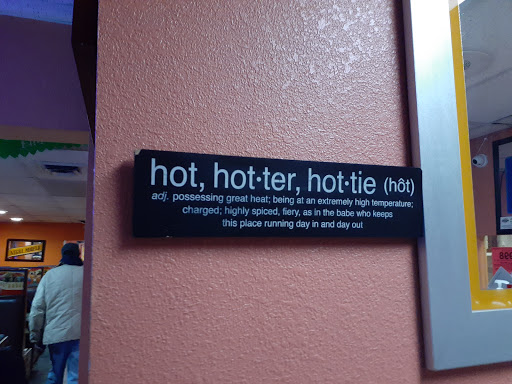 hot, hot·ter, hot·tie (hôt)
adj. possessing great heat; being at an extremely high temperature;
charged; highly spiced, fiery, as in the babe who keeps
this place running day in and day out